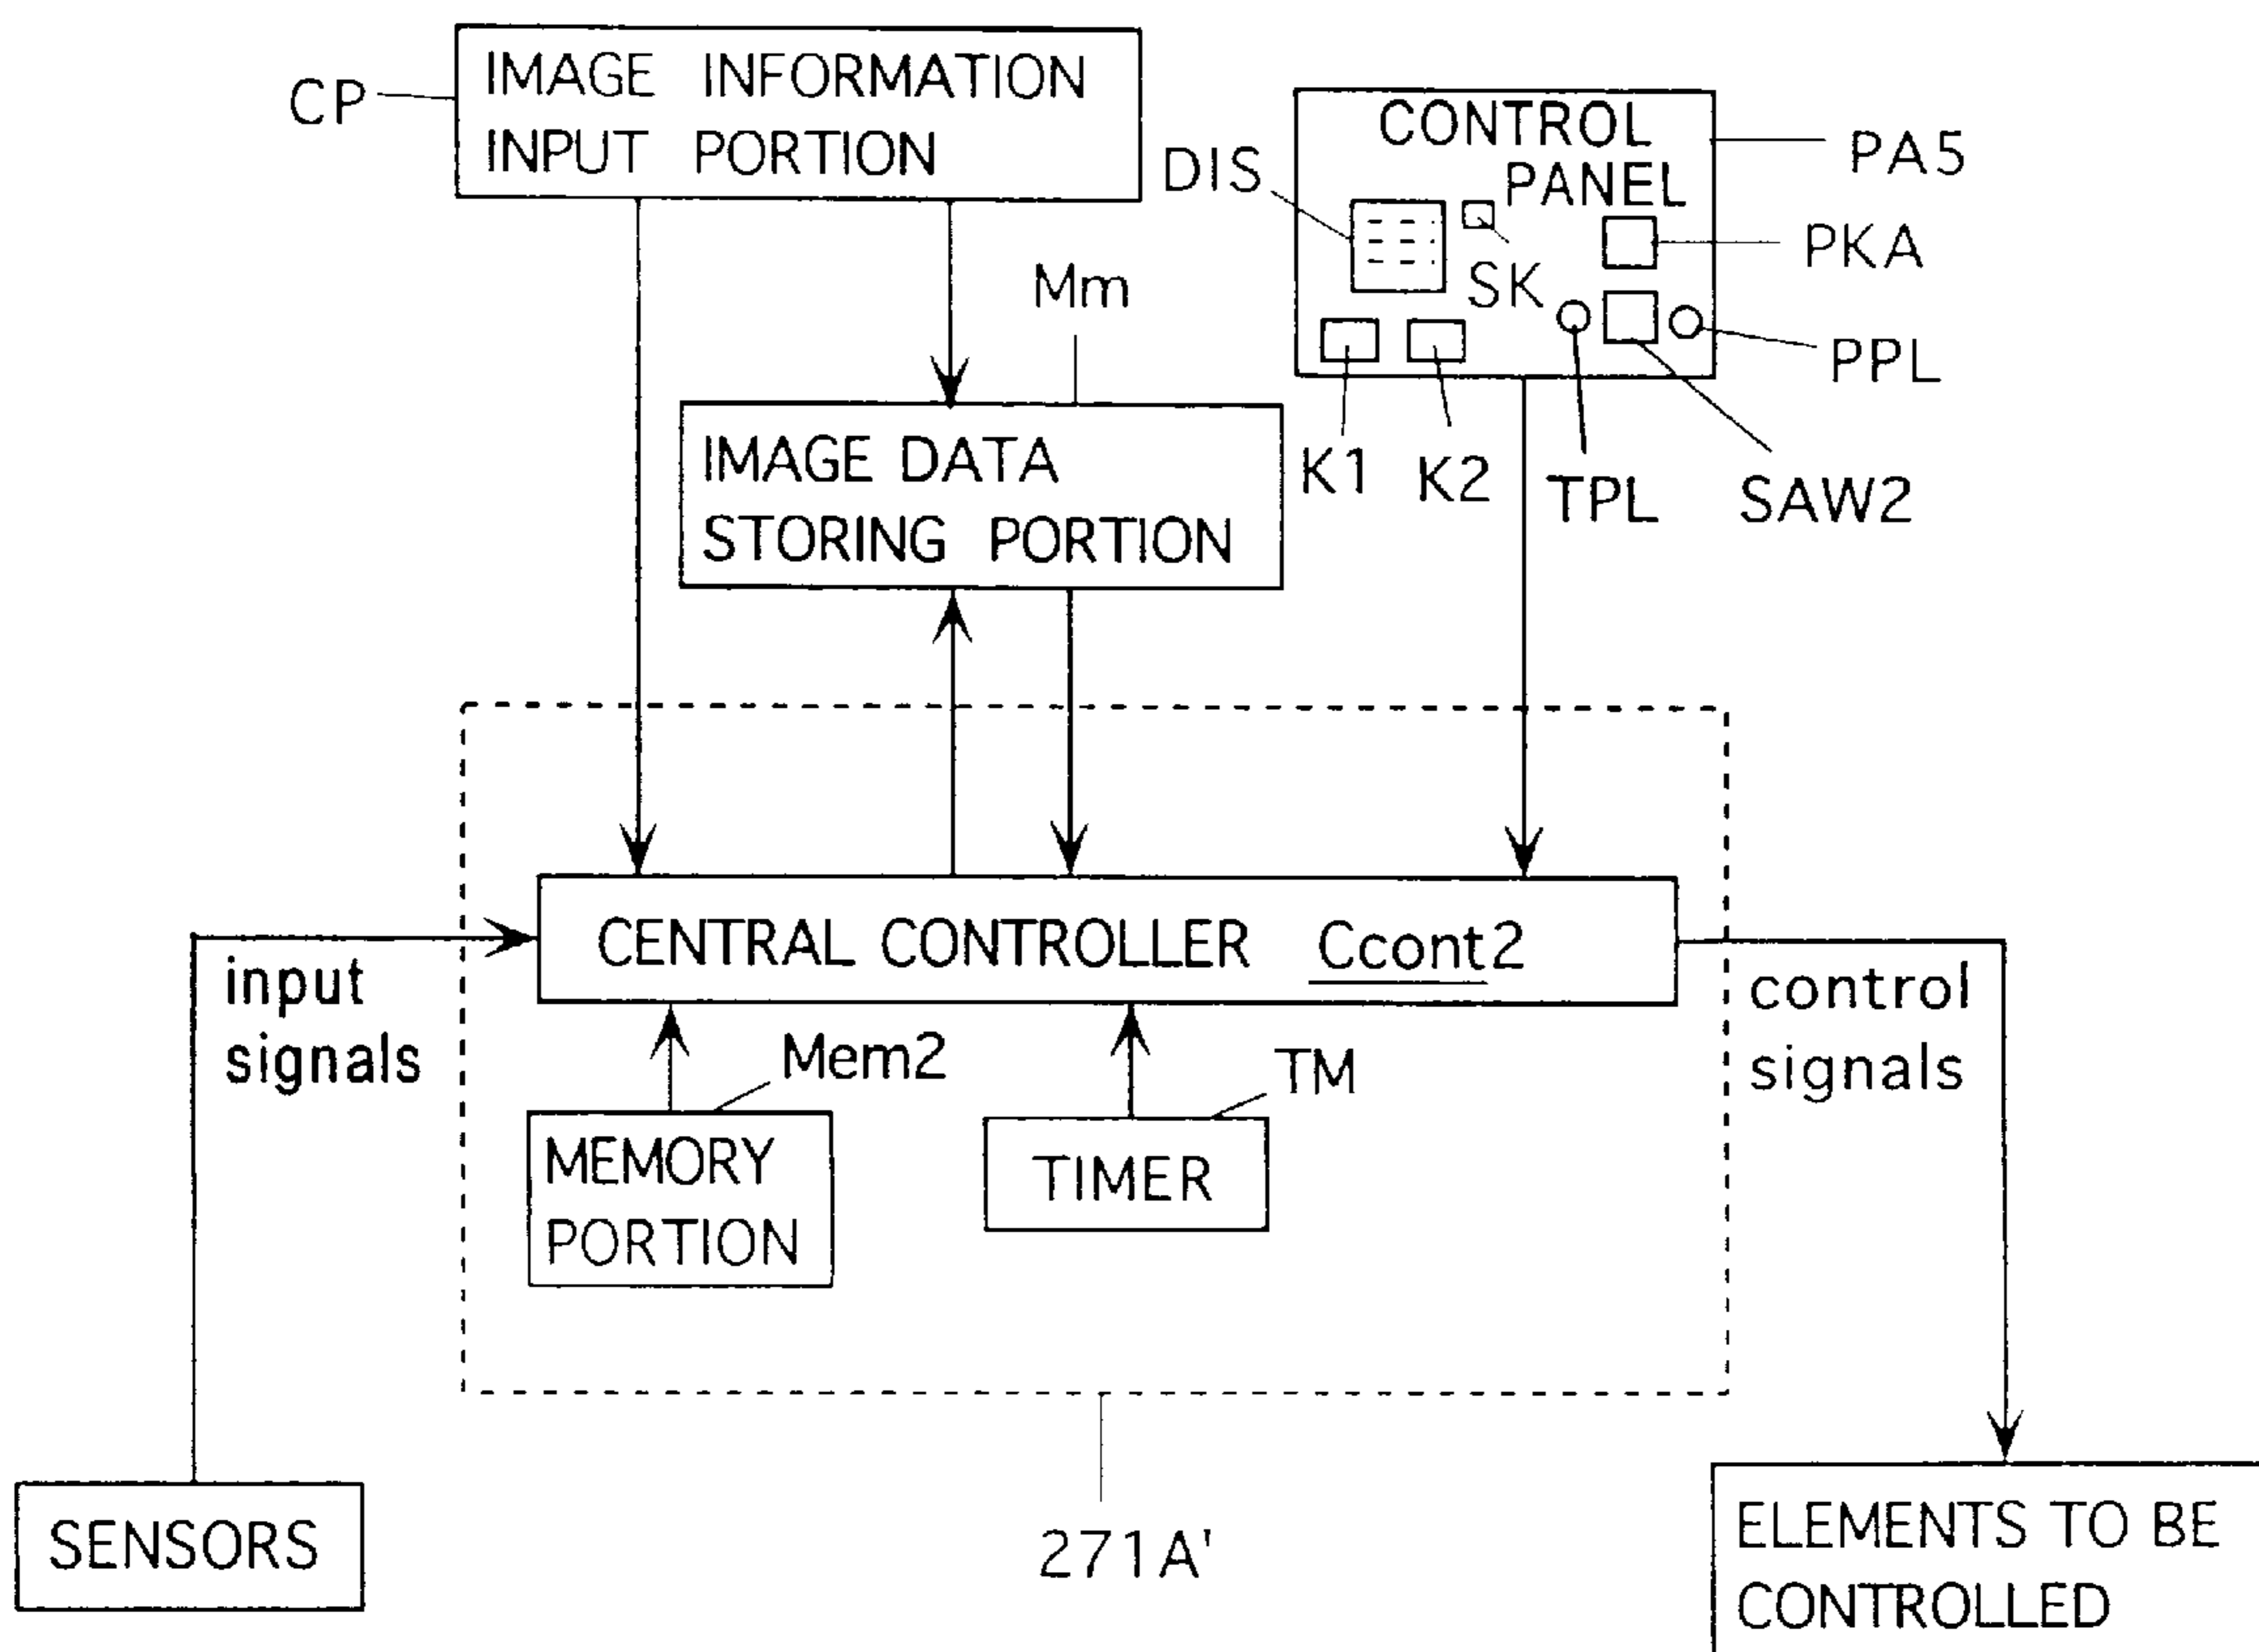 CP
IMAGE INFORMATION
INPUT PORTION
CONTROL
PANEL
PA5
DIS
PKA
SK
Mm
PPL
IMAGE DATA
STORING PORTION
K1
K2
TPL
SAW2
CENTRAL CONTROLLER Ccont2
input
signals
control
signals
Mem2
TM
MEMORY
PORTION
TIMER
SENSORS
271A'
ELEMENTS TO BE
CONTROLLED